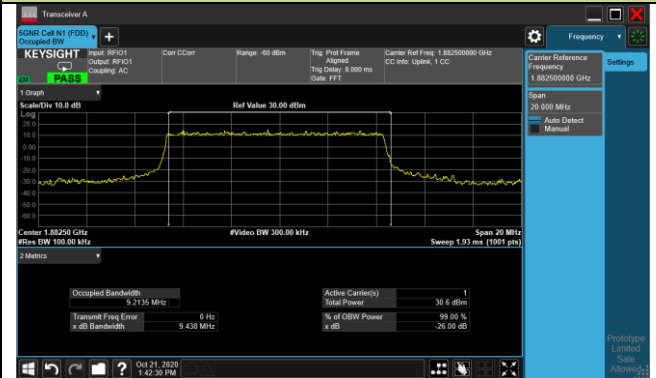 Transceiver A
5GNR Cell N1 (FDD)
Occupied BW
Frequency
KEYSIGHT
Input: RFIO1
Output: RFIO1
Coupling: AC
Corr CCorr
Range: -60 dBm
Trig: Prot Frame
Aligned
Trig Delay: 9.000 ms
Gate: FFT
Carrier Ref Freq: 1.882500000 GHz
CC Info: Uplink, 1 CC
PASS
Carrier Reference
Frequency
1.882500000 GHz
Settings
Span
20.000 MHz
Auto Detect
Manual
1 Graph
Scale/Div 10.0 dB
Ref Value 30.00 dBm
Log
20.0
10.0
0.00
-10.0
-20.0
-30.0
-40.0
-50.0
-60.0
Center 1.88250 GHz
#Video BW 300.00 kHz
Span 20 MHz
#Res BW 100.00 kHz
Sweep 1.93 ms (1001 pts)
2 Metrics
Occupied Bandwidth
9.2135 MHz
Active Carrier(s) 1
Total Power 30.6 dBm
Transmit Freq Error 0 Hz
x dB Bandwidth 9.438 MHz
% of OBW Power 99.00 %
x dB -26.00 dB
Prototype
Limited
Sale
Allowed
Oct 21, 2020
1:42:30 PM